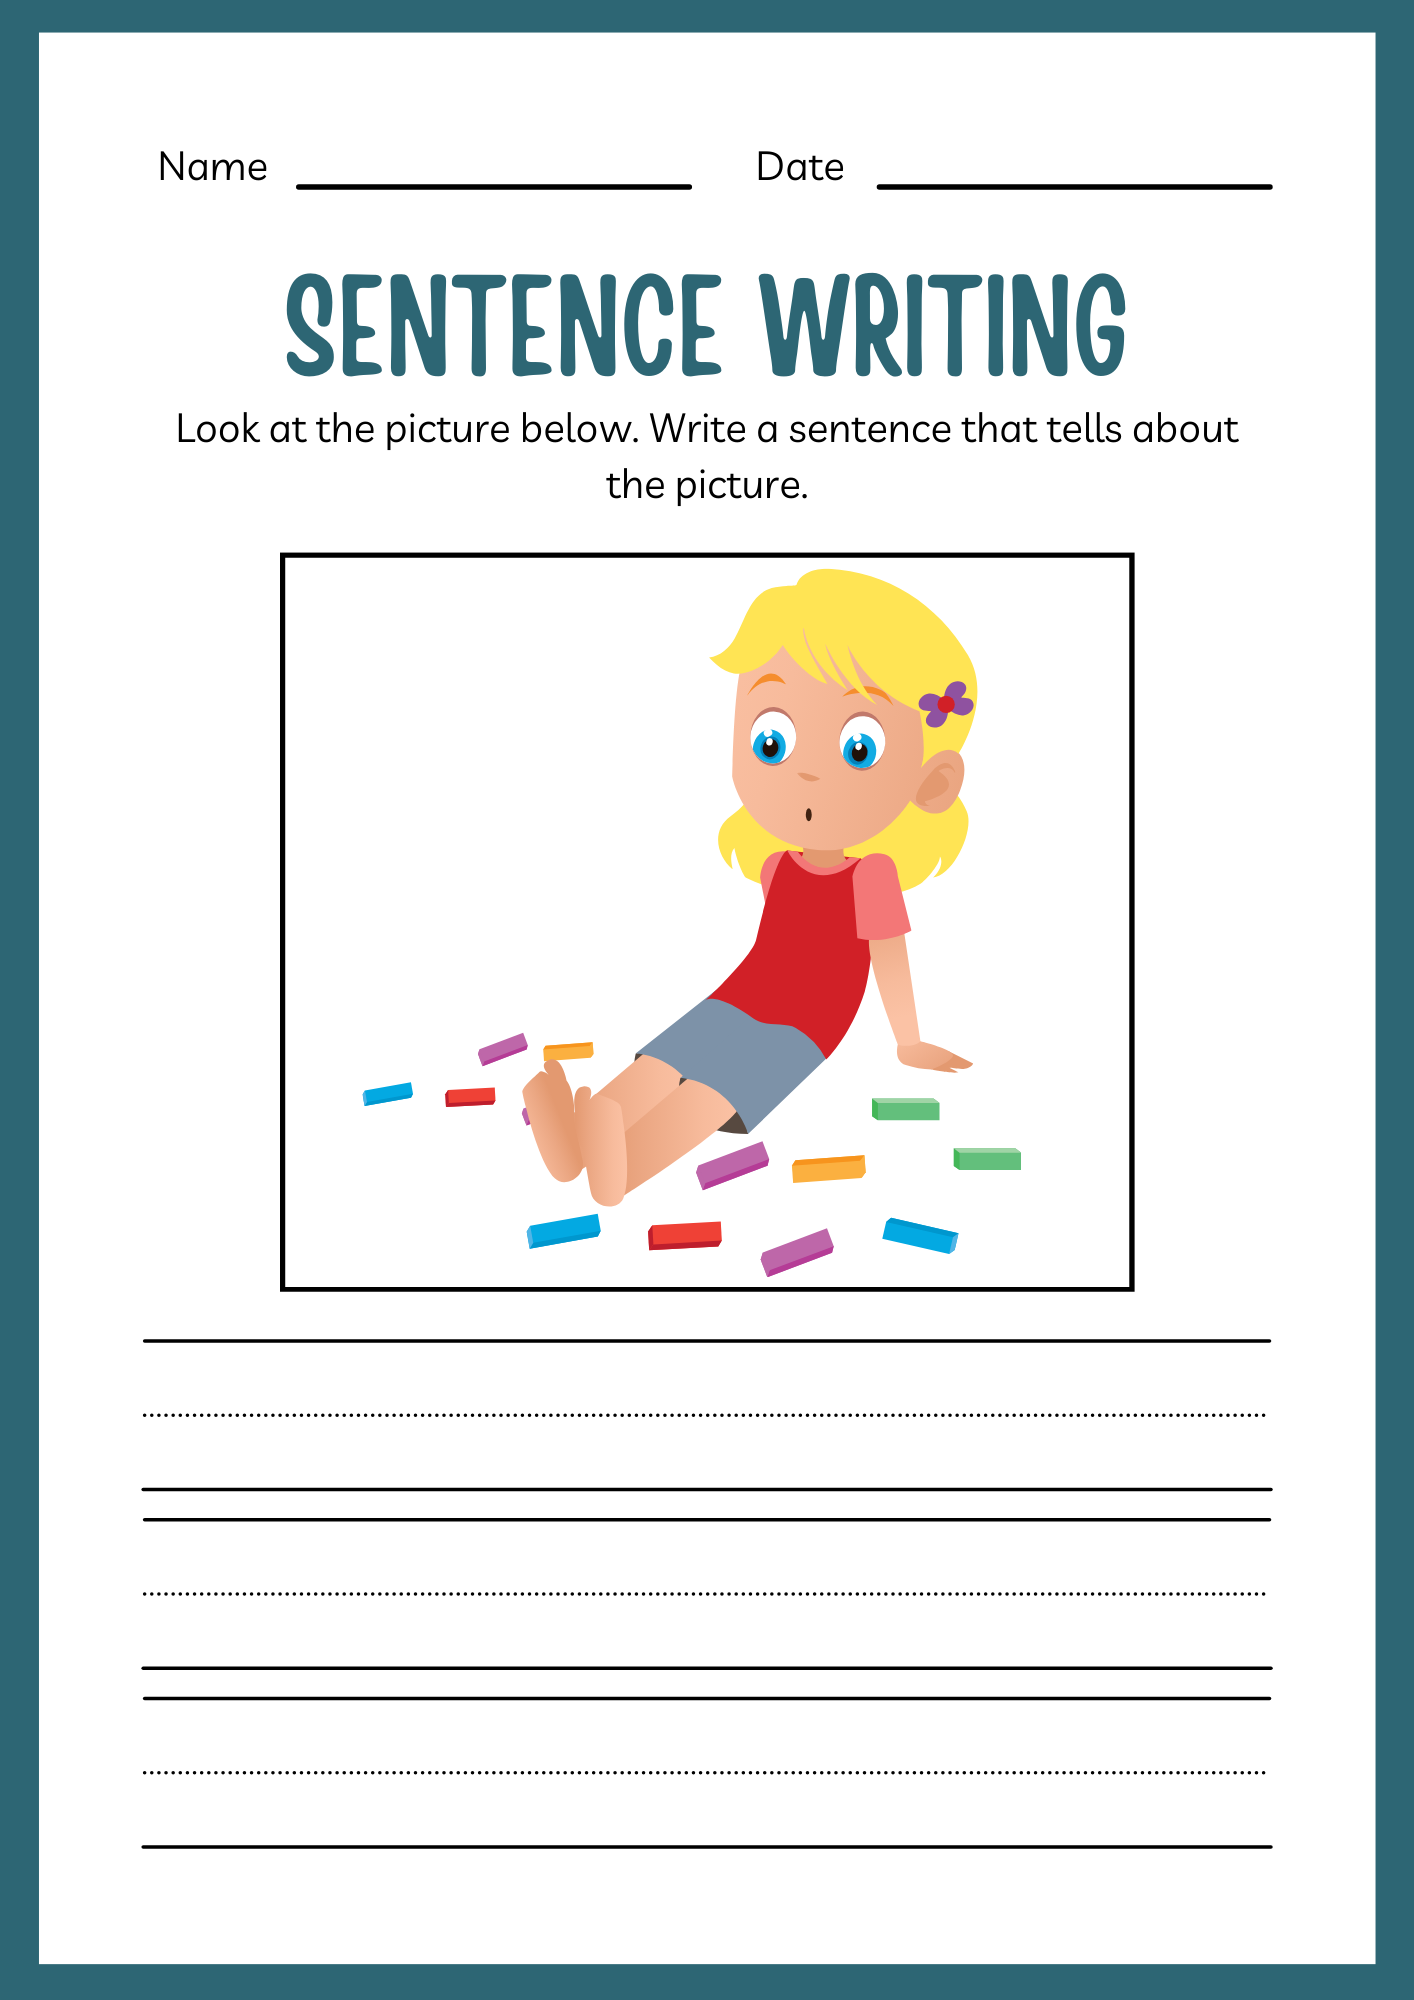 Name Date
SENTENCE WRITING
Look at the picture below. Write a sentence that tells about
the picture.